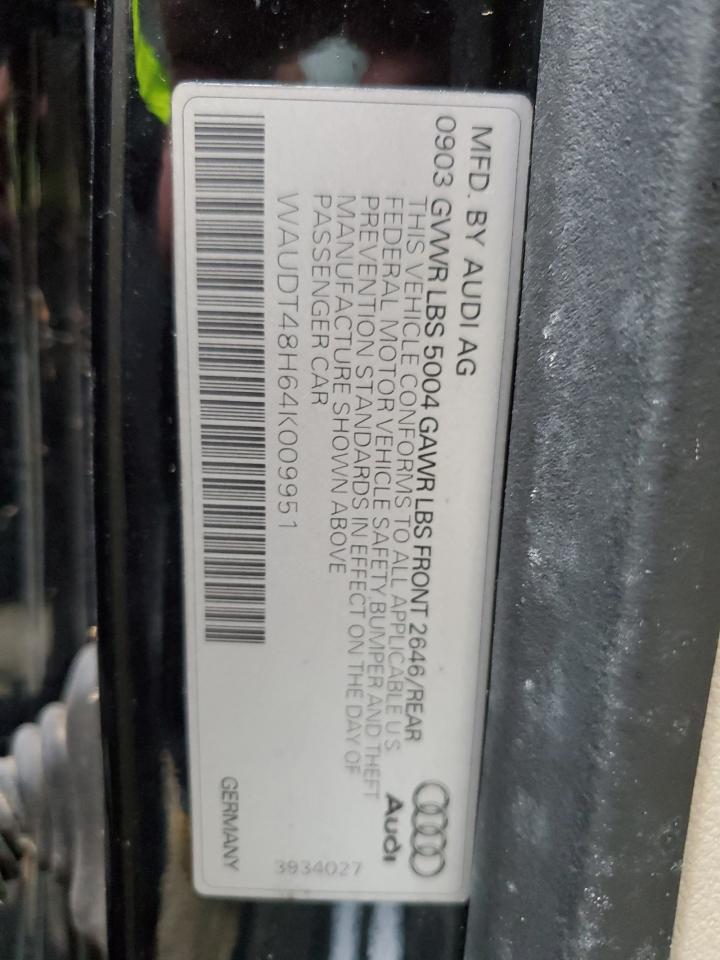 MFD. BY AUDI AG
0903 GVWR LBS 5004 GAWR LBS FRONT 2646/REAR
THIS VEHICLE CONFORMS TO ALL APPLICABLE U S
FEDERAL MOTOR VEHICLE SAFETY, BUMPER AND THEFT
PREVENTION STANDARDS IN EFFECT ON THE DAY OF
MANUFACTURE SHOWN ABOVE
PASSENGER CAR
WAUDT48H64K009951
Audi
3934027
GERMANY